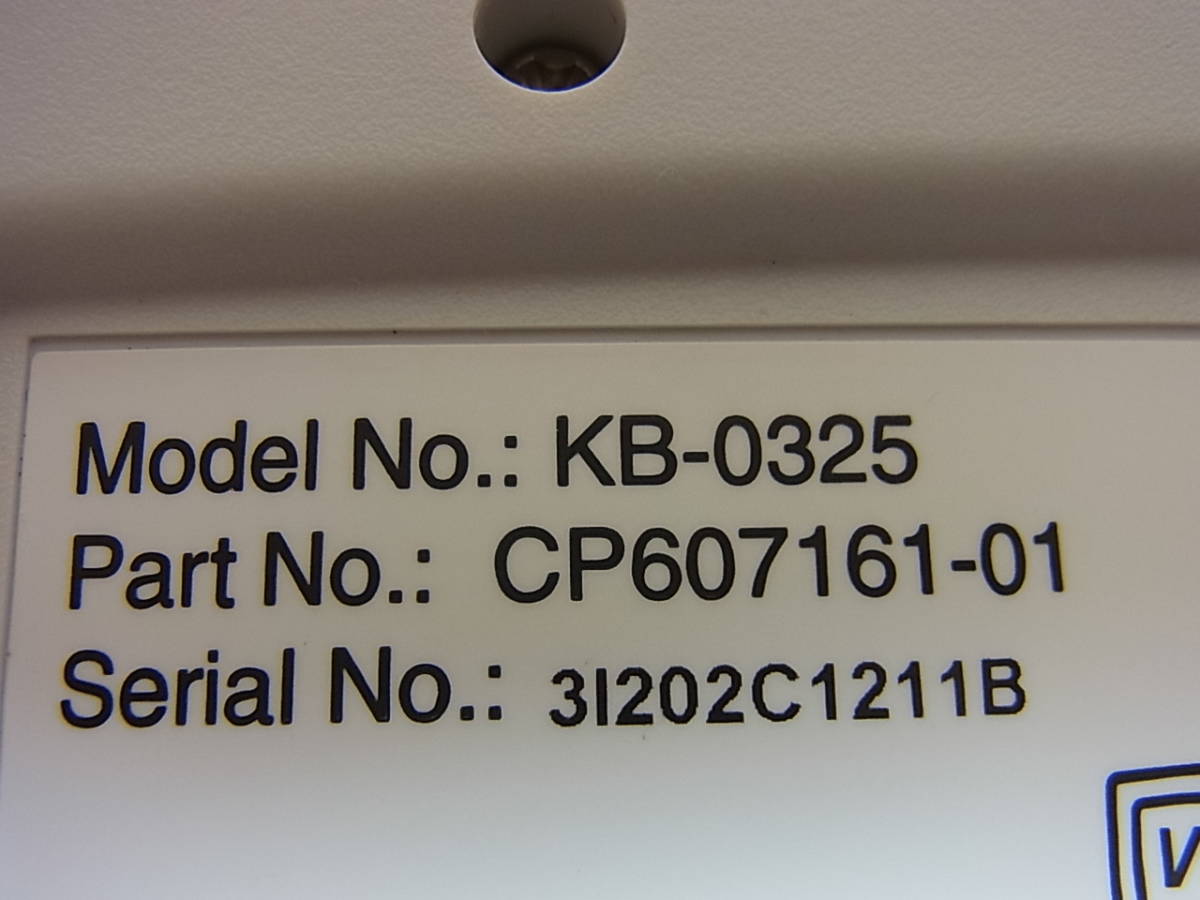 Model No.: KB-0325
Part No.: CP607161-01
Serial No.: 3I202C1211B
V